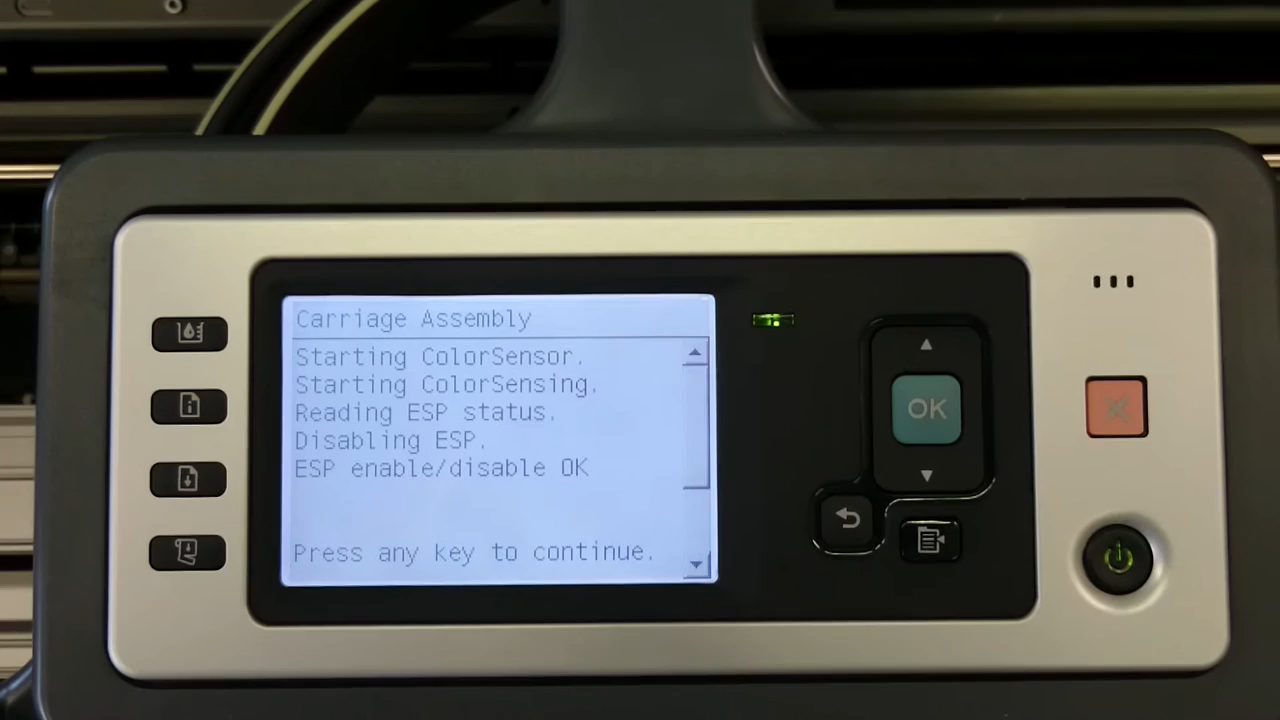 Carriage Assembly
Starting ColorSensor.
Starting ColorSensing.
Reading ESP status.
Disabling ESP.
ESP enable/disable OK
Press any key to continue.
OK